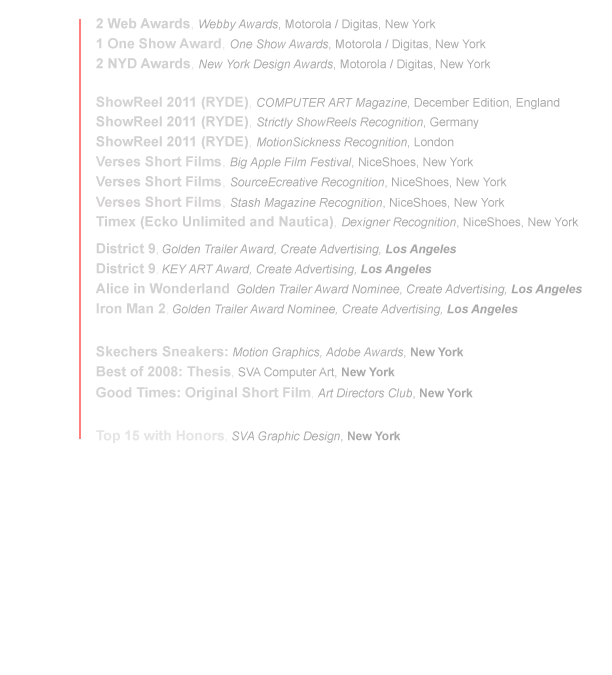 2 Web Awards, Webby Awards, Motorola / Digitas, New York
1 One Show Award, One Show Awards, Motorola / Digitas, New York
2 NYD Awards, New York Design Awards, Motorola / Digitas, New York
ShowReel 2011 (RYDE), COMPUTER ART Magazine, December Edition, England
ShowReel 2011 (RYDE), Strictly ShowReels Recognition, Germany
ShowReel 2011 (RYDE), MotionSickness Recognition, London
Verses Short Films, Big Apple Film Festival, NiceShoes, New York
Verses Short Films, SourceEcreative Recognition, NiceShoes, New York
Verses Short Films, Stash Magazine Recognition, NiceShoes, New York
Timex (Ecko Unlimited and Nautica), Dexigner Recognition, NiceShoes, New York
District 9, Golden Trailer Award, Create Advertising, Los Angeles
District 9, KEY ART Award, Create Advertising, Los Angeles
Alice in Wonderland, Golden Trailer Award Nominee, Create Advertising, Los Angeles
Iron Man 2, Golden Trailer Award Nominee, Create Advertising, Los Angeles
Skechers Sneakers: Motion Graphics, Adobe Awards, New York
Best of 2008: Thesis, SVA Computer Art, New York
Good Times: Original Short Film, Art Directors Club, New York
Top 15 with Honors, SVA Graphic Design, New York